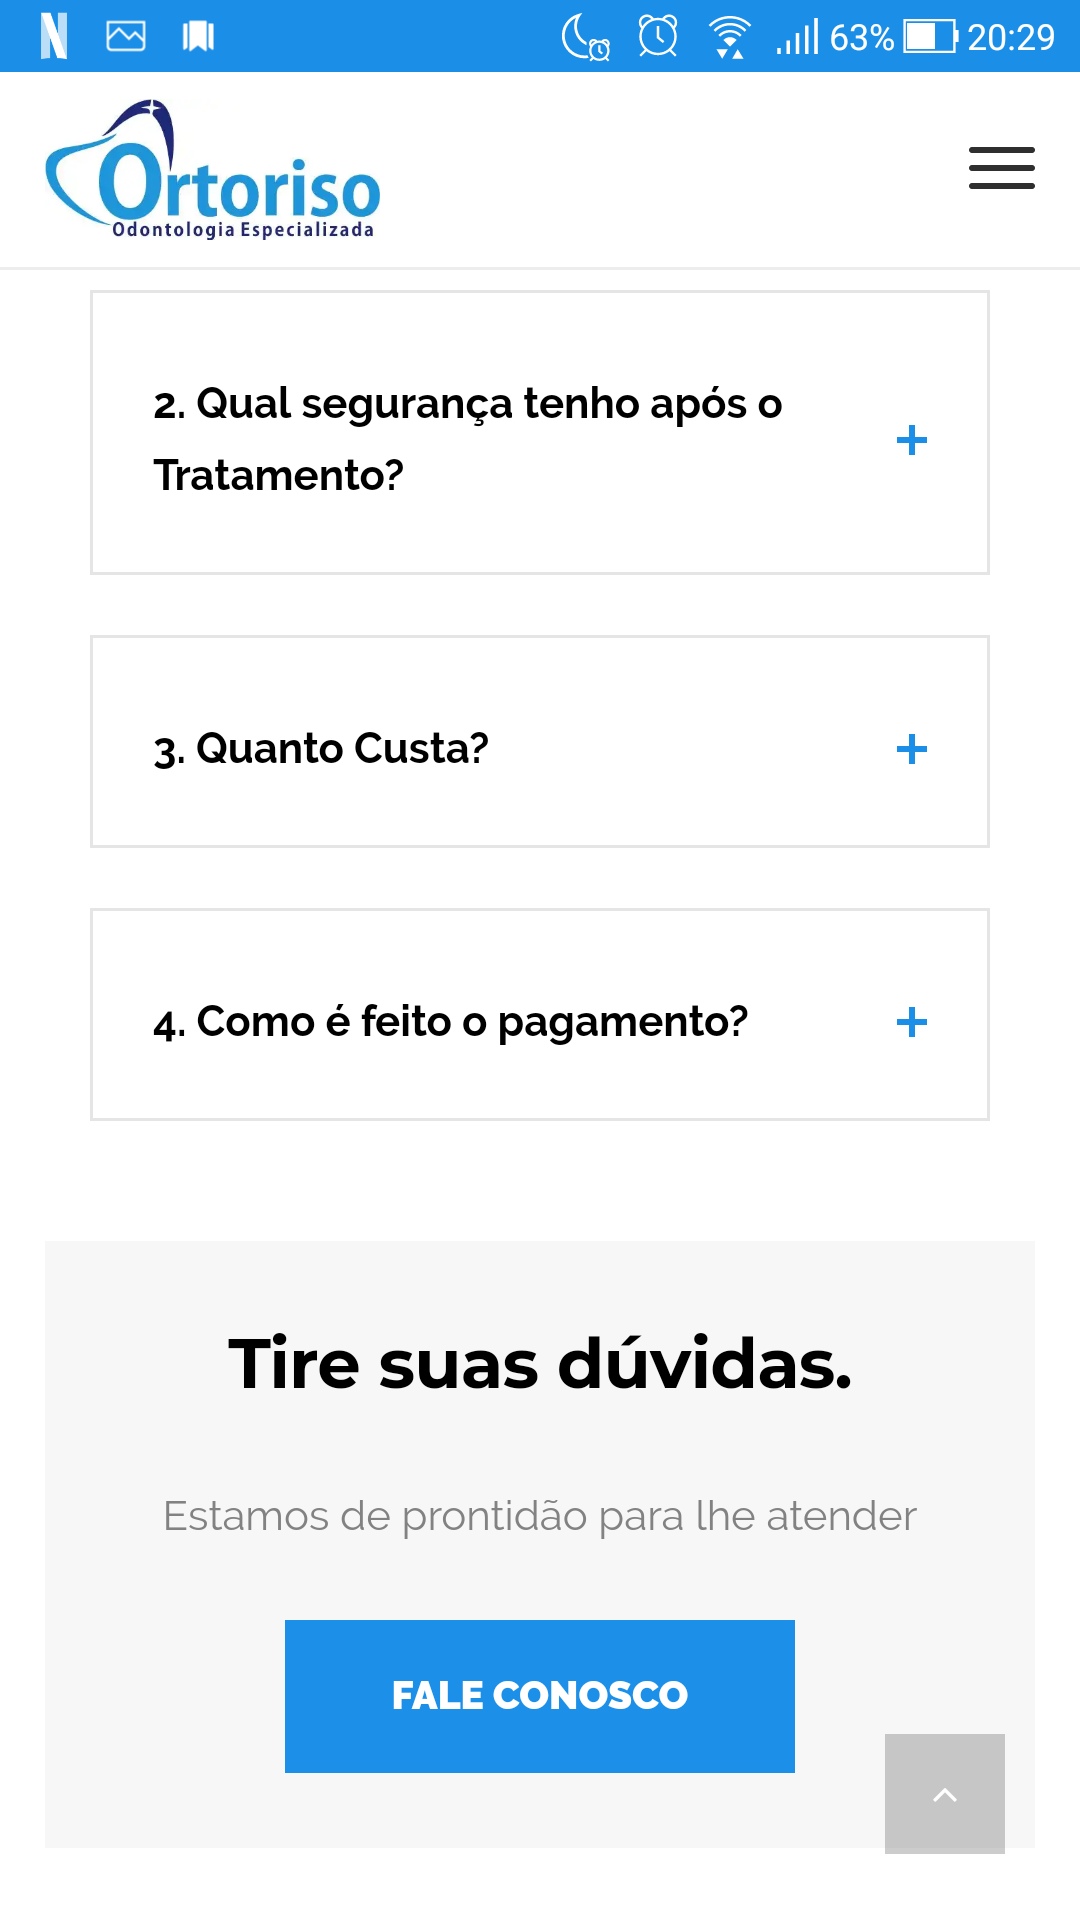 63% 20:29
Ortoriso
Odontologia Especializada
2. Qual segurança tenho após o
Tratamento?
3. Quanto Custa?
4. Como é feito o pagamento?
Tire suas dúvidas.
Estamos de prontidão para lhe atender
FALE CONOSCO